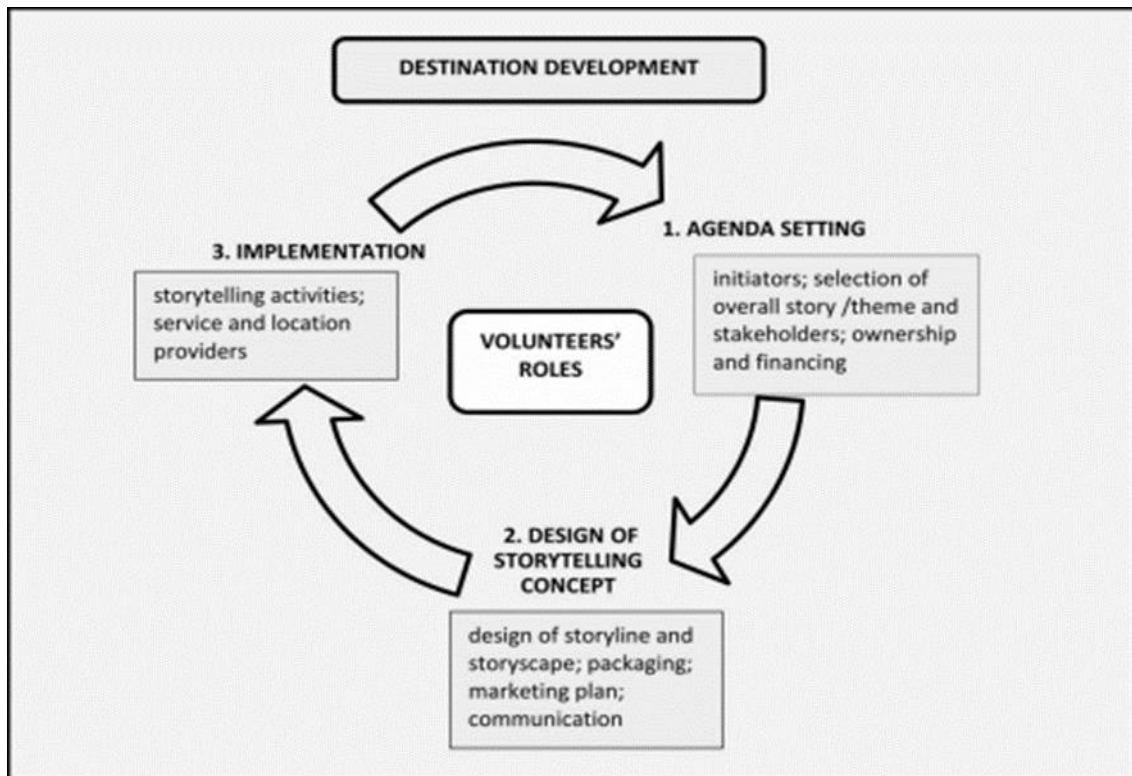 DESTINATION DEVELOPMENT
1. AGENDA SETTING
initiators; selection of
overall story /theme and
stakeholders; ownership
and financing
3. IMPLEMENTATION
storytelling activities;
service and location
providers
VOLUNTEERS’
ROLES
2. DESIGN OF
STORYTELLING
CONCEPT
design of storyline and
storyscape; packaging;
marketing plan;
communication